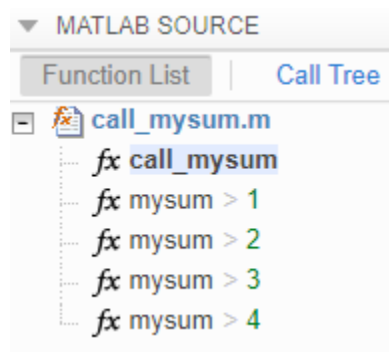 MATLAB SOURCE
Function List Call Tree
call_mysum.m
fx call_mysum
fx mysum > 1
fx mysum > 2
fx mysum > 3
fx mysum > 4